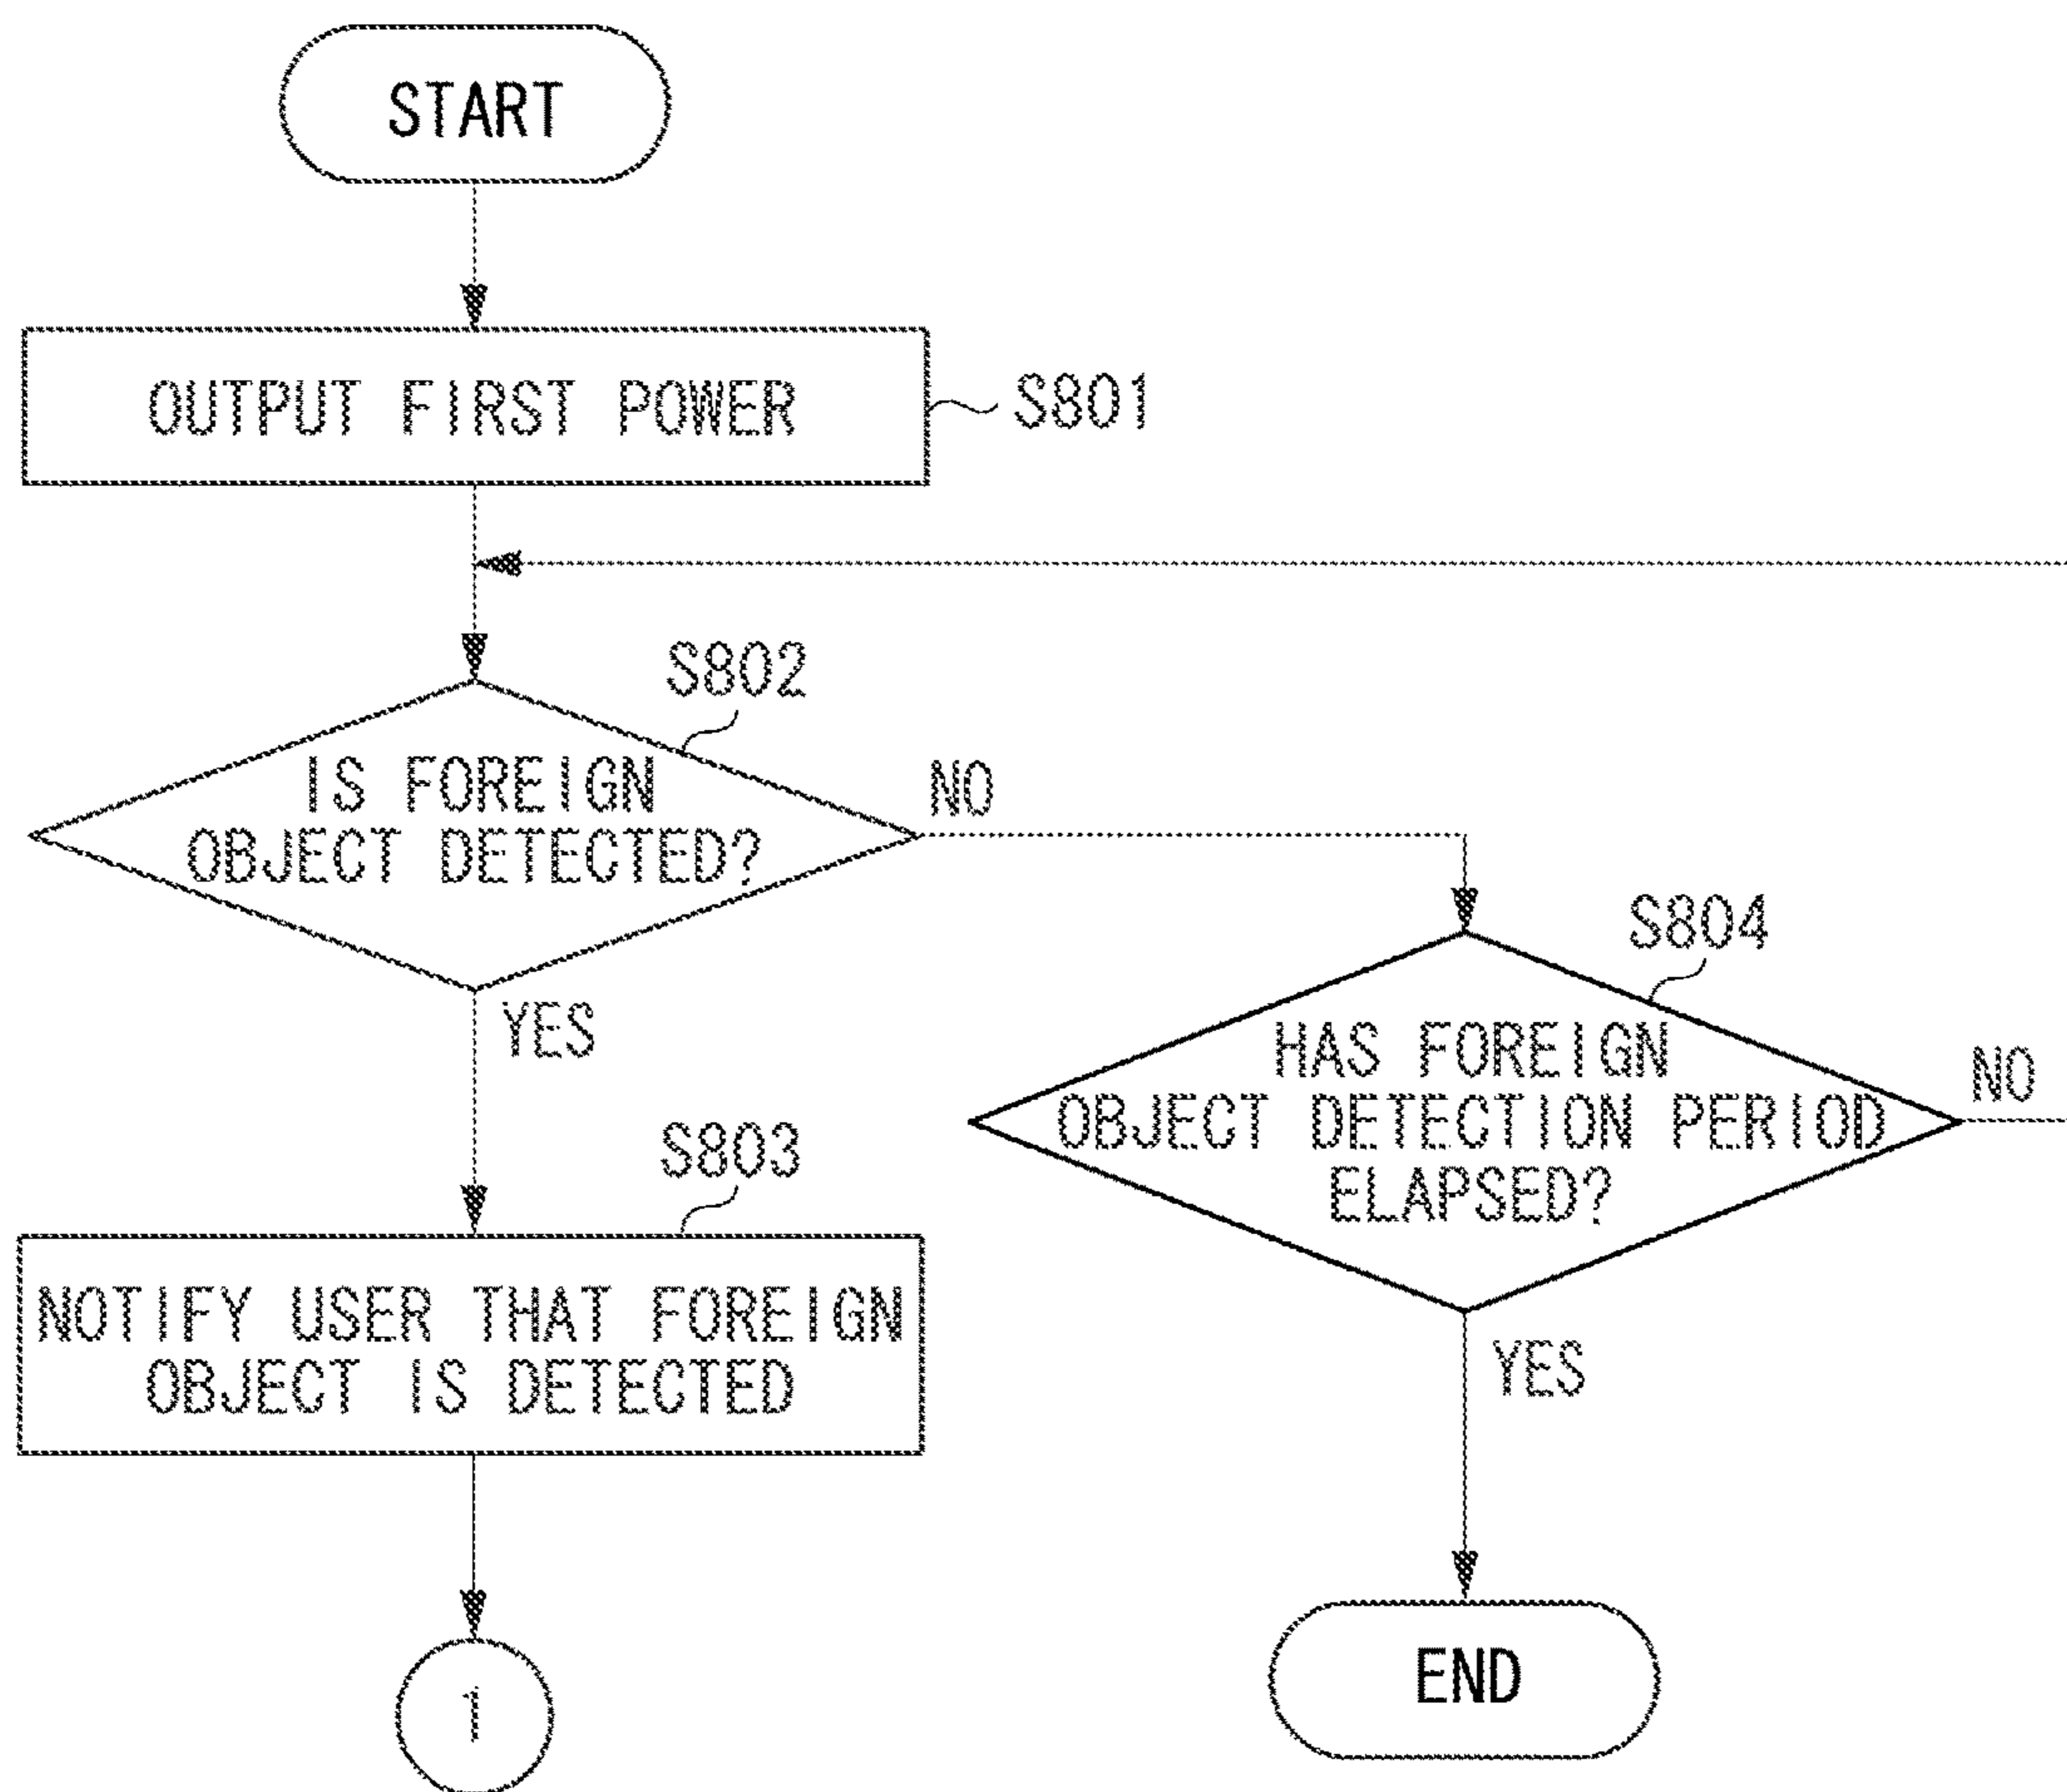 START
OUTPUT FIRST POWER
S801
S802
IS FOREIGN
OBJECT DETECTED?
NO
YES
S804
HAS FOREIGN
OBJECT DETECTION PERIOD
ELAPSED?
NO
YES
S803
NOTIFY USER THAT FOREIGN
OBJECT IS DETECTED
1
END